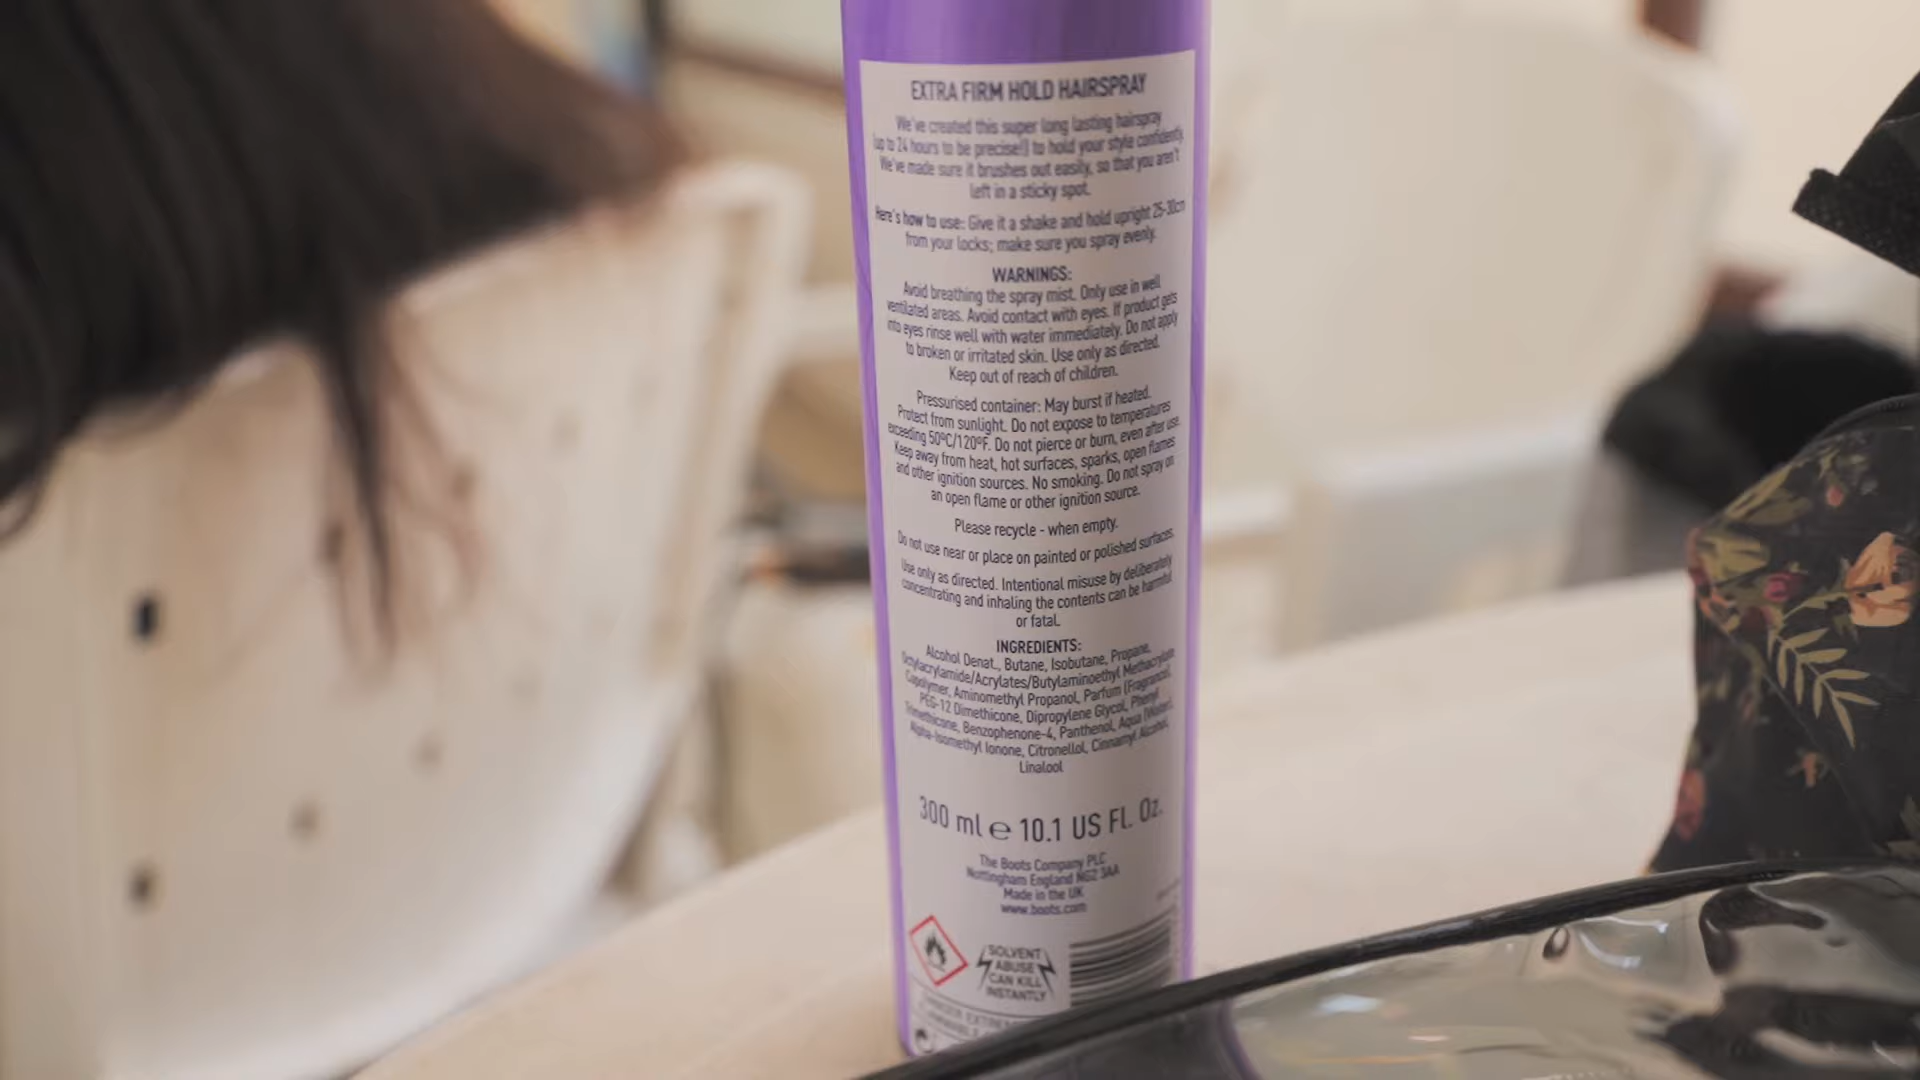 EXTRA FIRM HOLD HAIRSPRAY
We've created this super long lasting hairspray
(up to 24 hours to be precise!) to hold your style confidently.
We've made sure it brushes out easily, so that you aren't
left in a sticky spot.
Here's how to use: Give it a shake and hold upright 25-30cm
from your locks; make sure you spray evenly.
WARNINGS:
Avoid breathing the spray mist. Only use in well
ventilated areas. Avoid contact with eyes. If product gets
into eyes rinse well with water immediately. Do not apply
to broken or irritated skin. Use only as directed.
Keep out of reach of children.
Pressurised container: May burst if heated.
Protect from sunlight. Do not expose to temperatures
exceeding 50ºC/120ºF. Do not pierce or burn, even after use.
Keep away from heat, hot surfaces, sparks, open flames
and other ignition sources. No smoking. Do not spray on
an open flame or other ignition source.
Please recycle - when empty.
Do not use near or place on painted or polished surfaces.
Use only as directed. Intentional misuse by deliberately
concentrating and inhaling the contents can be harmful
or fatal.
INGREDIENTS:
Alcohol Denat., Butane, Isobutane, Propane,
Octylacrylamide/Acrylates/Butylaminoethyl Methacrylate
Copolymer, Aminomethyl Propanol, Parfum (Fragrance),
PEG-12 Dimethicone, Dipropylene Glycol, Phenyl
Trimethicone, Benzophenone-4, Panthenol, Aqua (Water),
Alpha-Isomethyl Ionone, Citronellol, Cinnamyl Alcohol,
Linalool
300 ml ℮ 10.1 US FL. Oz.
The Boots Company PLC
Nottingham England NG2 3AA
Made in the UK
www.boots.com
SOLVENT
ABUSE
CAN KILL
INSTANTLY